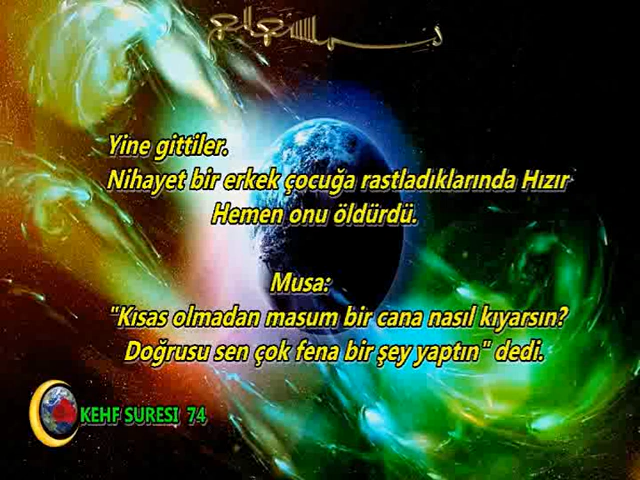 Yine gittiler.
Nihayet bir erkek çocuğa rastladıklarında Hızır
Hemen onu öldürdü.
Musa:
"Kısas olmadan masum bir cana nasıl kıyarsın?
Doğrusu sen çok fena bir şey yaptın" dedi.
KEHF SURESI 74